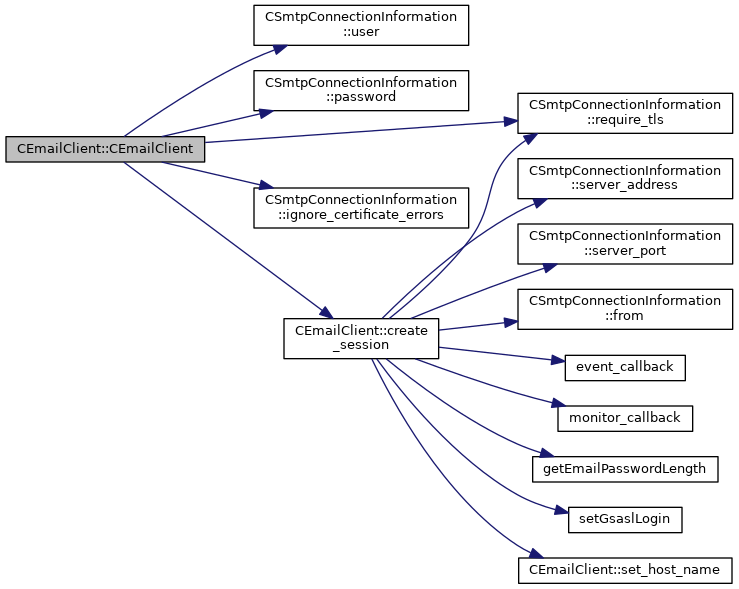 CEmailClient::CEmailClient
CSmtpConnectionInformation
::user
CSmtpConnectionInformation
::password
CSmtpConnectionInformation
::ignore_certificate_errors
CEmailClient::create
_session
CSmtpConnectionInformation
::require_tls
CSmtpConnectionInformation
::server_address
CSmtpConnectionInformation
::server_port
CSmtpConnectionInformation
::from
event_callback
monitor_callback
getEmailPasswordLength
setGsaslLogin
CEmailClient::set_host_name